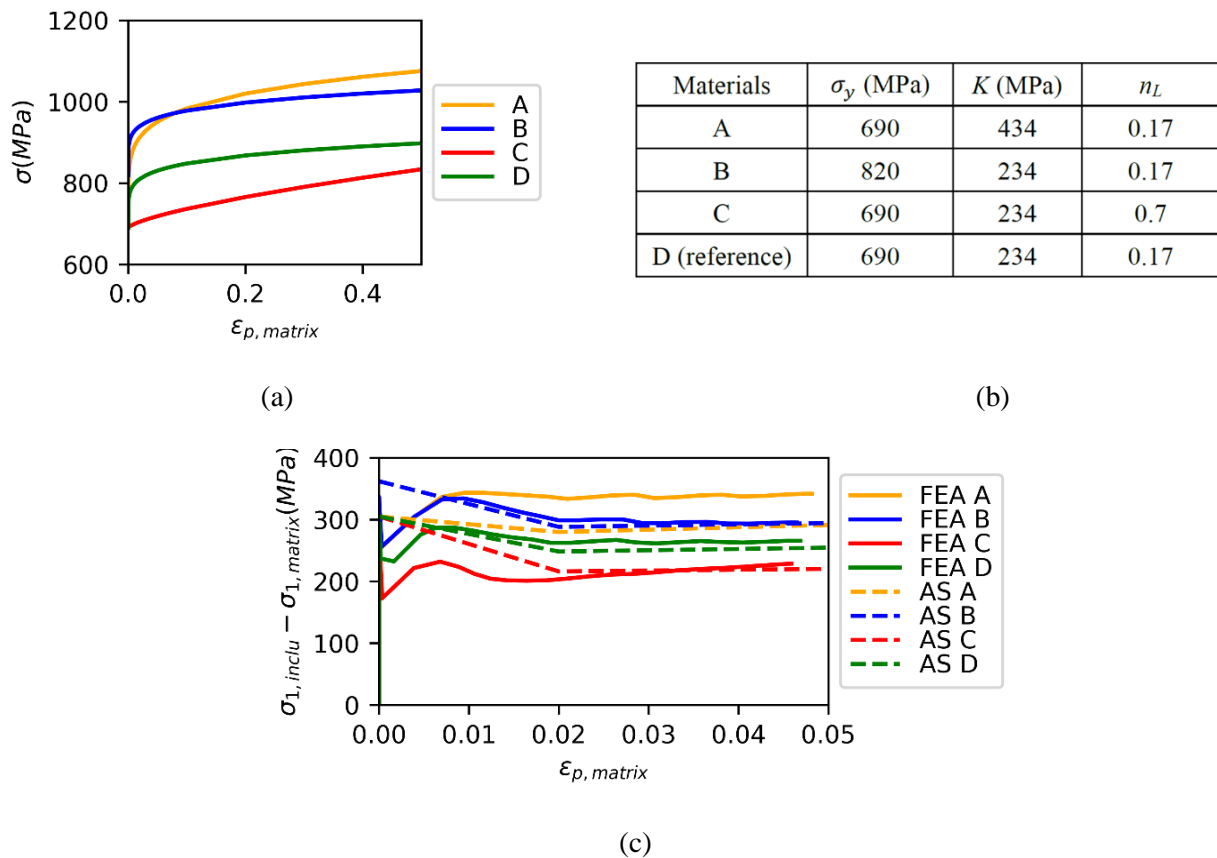 1200
1000
800
600
σ(MPa)
0.0 0.2 0.4
ε_{p, matrix}
A
B
C
D
(a)
Materials σ_y (MPa) K (MPa) n_L
A 690 434 0.17
B 820 234 0.17
C 690 234 0.7
D (reference) 690 234 0.17
(b)
400
300
200
100
0
σ_{1, inclu} − σ_{1, matrix}(MPa)
0.00 0.01 0.02 0.03 0.04 0.05
ε_{p, matrix}
FEA A
FEA B
FEA C
FEA D
AS A
AS B
AS C
AS D
(c)